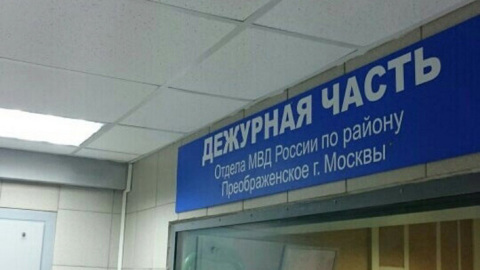 ДЕЖУРНАЯ ЧАСТЬ
Отдела МВД России по району
Преображенское г. Москвы